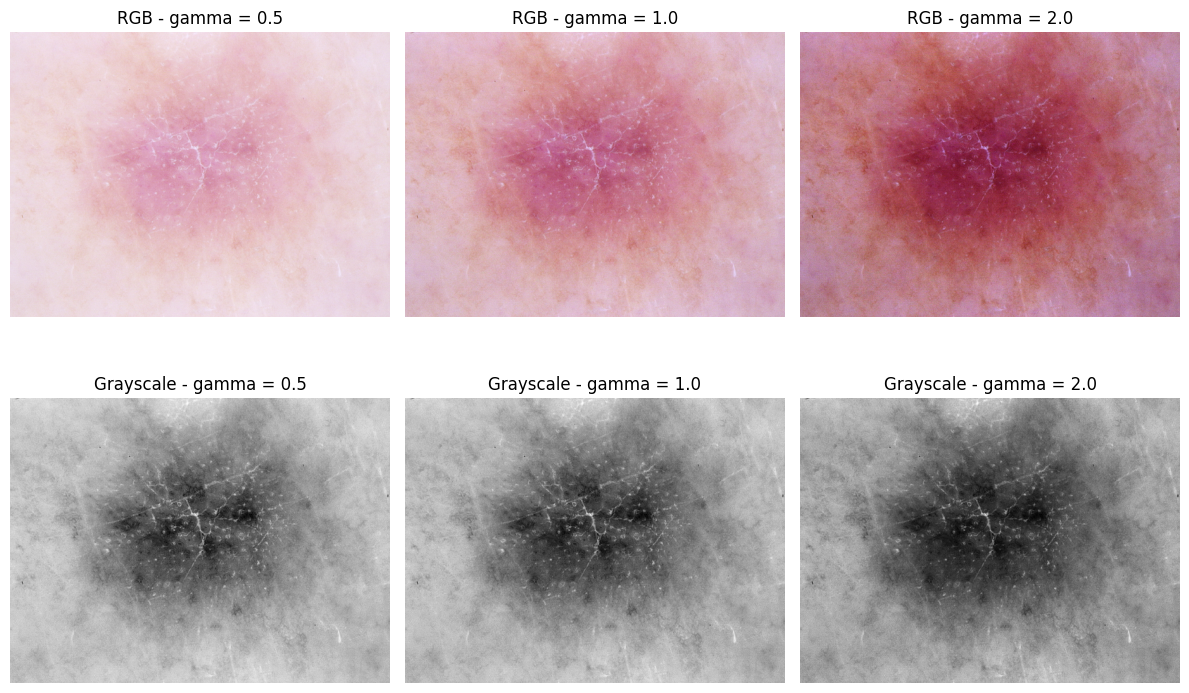 RGB - gamma = 0.5
RGB - gamma = 1.0
RGB - gamma = 2.0
Grayscale - gamma = 0.5
Grayscale - gamma = 1.0
Grayscale - gamma = 2.0